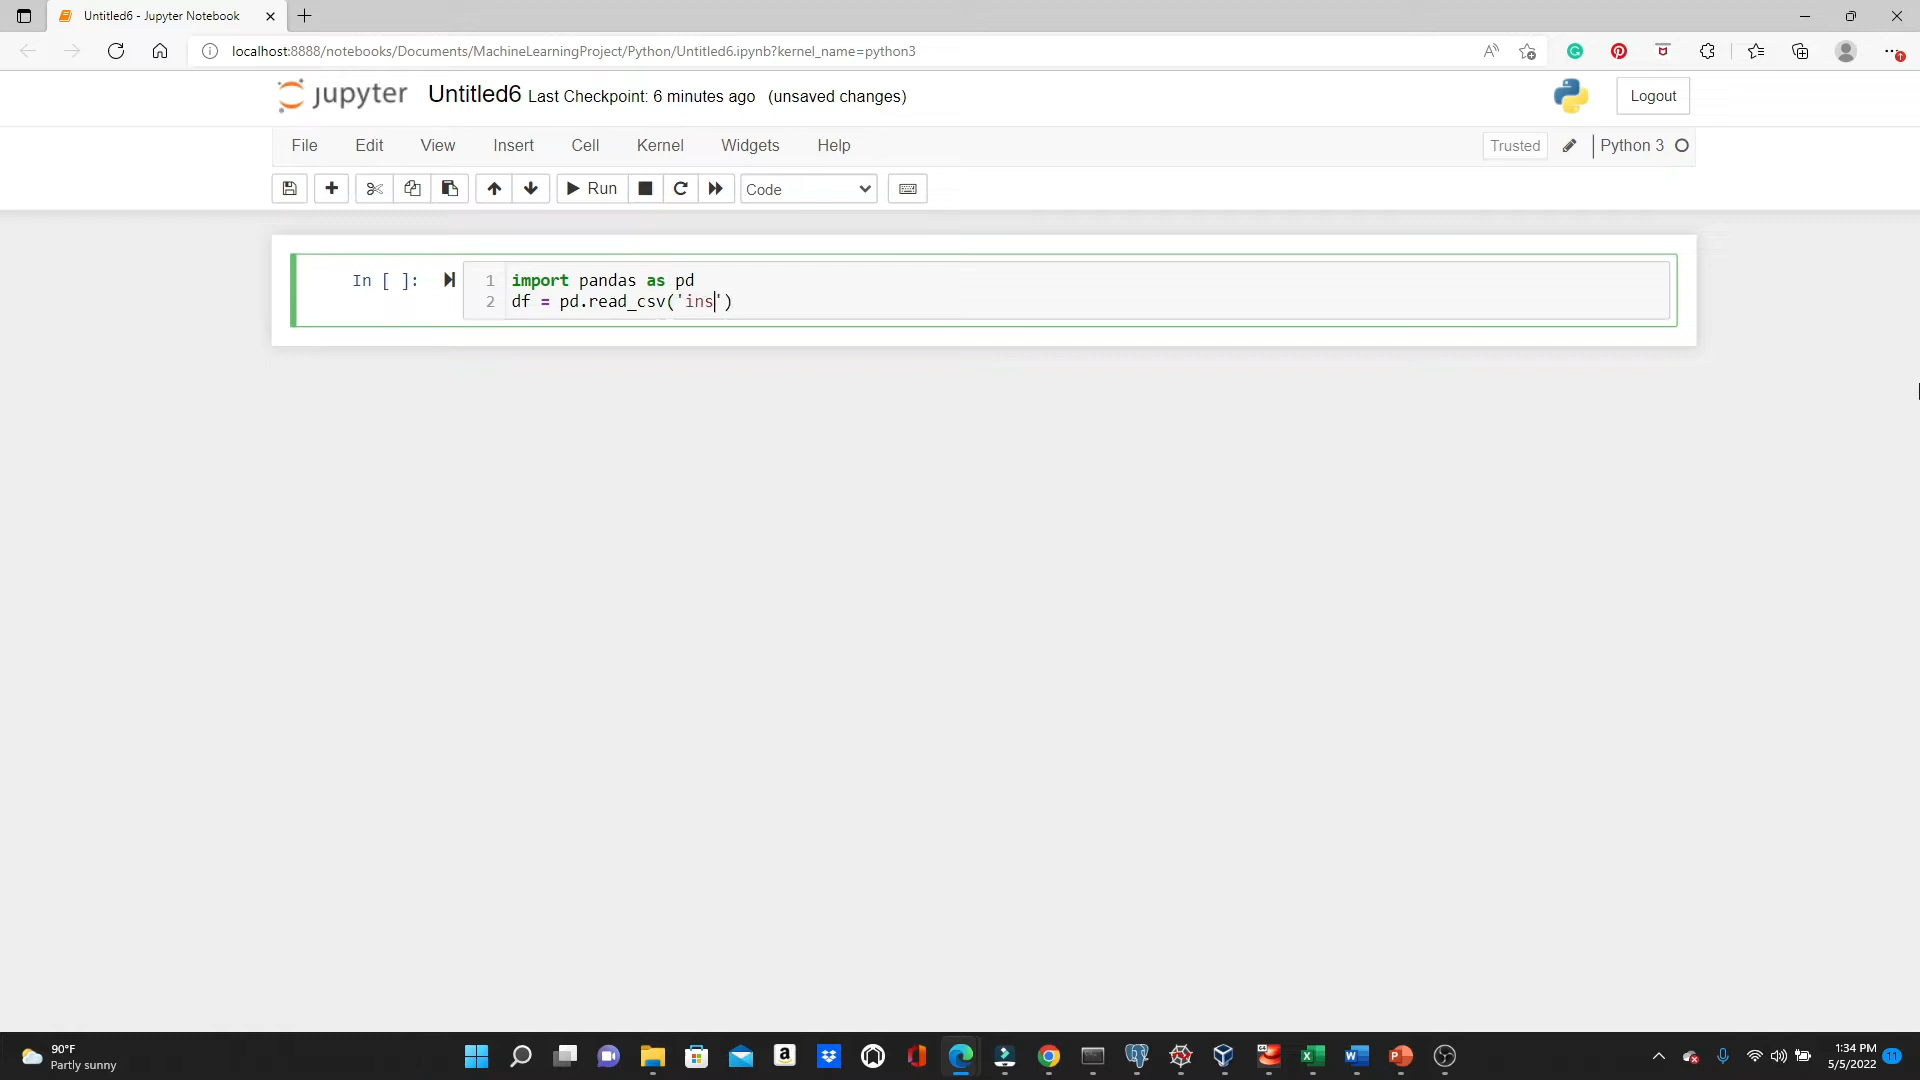 Untitled6 - Jupyter Notebook
localhost:8888/notebooks/Documents/MachineLearningProject/Python/Untitled6.ipynb?kernel_name=python3
jupyter Untitled6 Last Checkpoint: 6 minutes ago (unsaved changes)
Logout
File Edit View Insert Cell Kernel Widgets Help
Trusted Python 3
Run Code
In [ ]: 1 import pandas as pd
2 df = pd.read_csv('ins')
90°F
Partly sunny
1:34 PM
5/5/2022 11